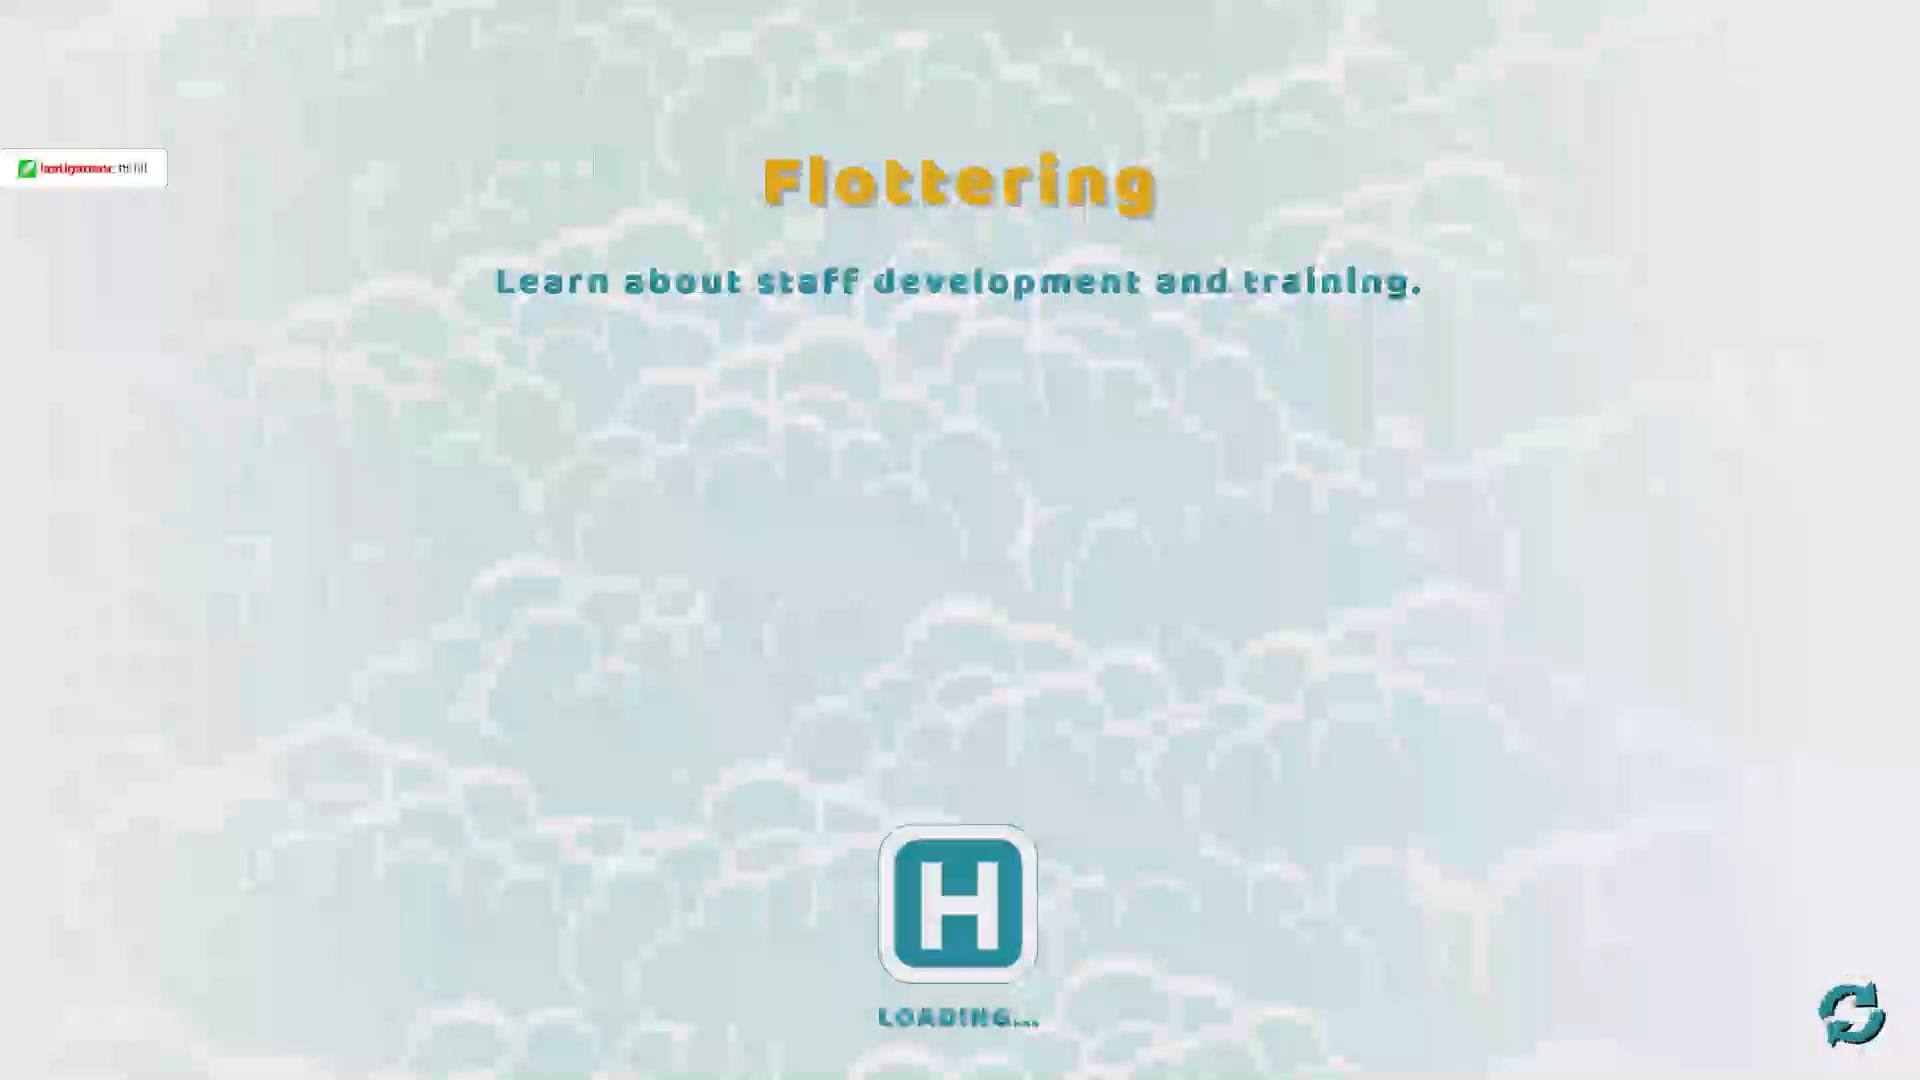 Flottering
Learn about staff development and training.
H
LOADING...